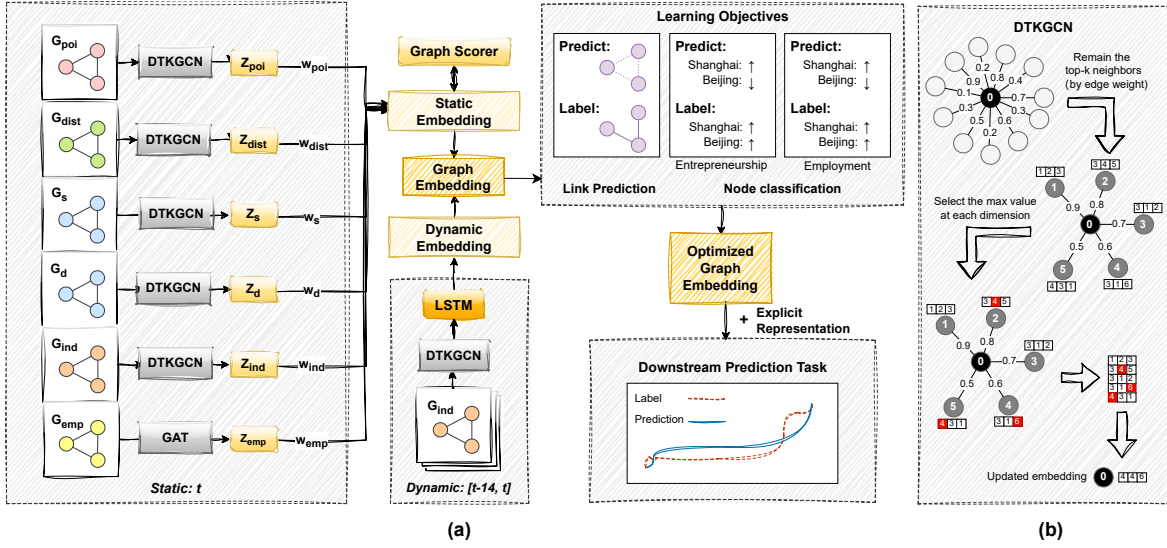 G_poi
DTKGCN
Z_poi
w_poi
G_dist
DTKGCN
Z_dist
w_dist
G_s
DTKGCN
Z_s
w_s
G_d
DTKGCN
Z_d
w_d
G_ind
DTKGCN
Z_ind
w_ind
G_emp
GAT
Z_emp
w_emp
Static: t
Graph Scorer
Static
Embedding
Graph
Embedding
Dynamic
Embedding
LSTM
DTKGCN
G_ind
Dynamic: [t-14, t]
(a)
Learning Objectives
Predict:
Label:
Predict:
Shanghai: ↑
Beijing: ↓
Label:
Shanghai: ↑
Beijing: ↑
Entrepreneurship
Predict:
Shanghai: ↑
Beijing: ↓
Label:
Shanghai: ↑
Beijing: ↑
Employment
Link Prediction
Node classification
Optimized
Graph
Embedding
+ Explicit
Representation
Downstream Prediction Task
Label
Prediction
DTKGCN
0.2
0.9
0.8
0.4
0.1
0
0.7
0.3
0.3
0.5
0.6
0.2
Remain the
top-k neighbors
(by edge weight)
1 2 3
3 4 5
1
2
3 1 2
0.9
0.8
0
0.7
3
0.5
0.6
5
4
4 3 1
3 1 6
Select the max value
at each dimension
1 2 3
3 4 5
1
2
3 1 2
0.9
0.8
0
0.7
3
0.5
0.6
5
4
4 3 1
3 1 6
1 2 3
3 4 5
3 1 2
3 1 6
4 3 1
Updated embedding
0
4 4 6
(b)